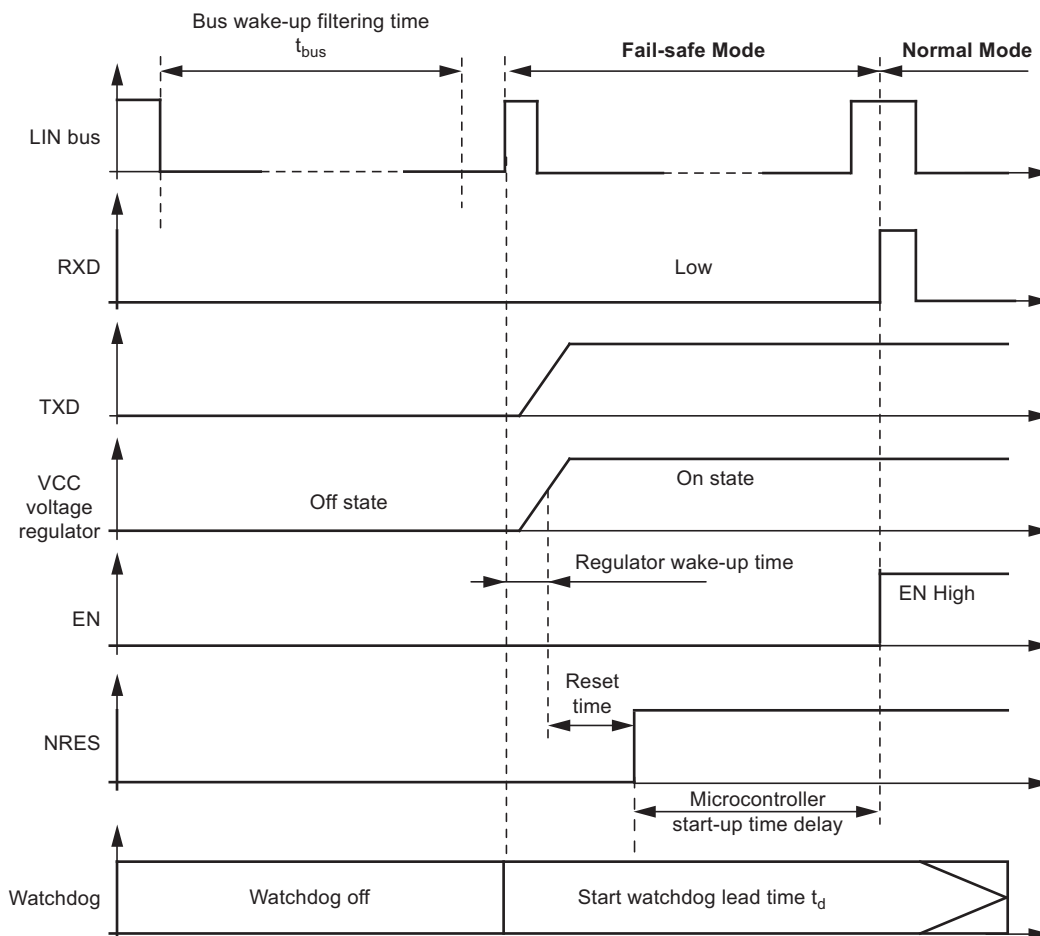 Bus wake-up filtering time
tbus
Fail-safe Mode
Normal Mode
LIN bus
RXD
Low
TXD
VCC
voltage
regulator
Off state
On state
Regulator wake-up time
EN
EN High
Reset
time
NRES
Microcontroller
start-up time delay
Watchdog
Watchdog off
Start watchdog lead time td